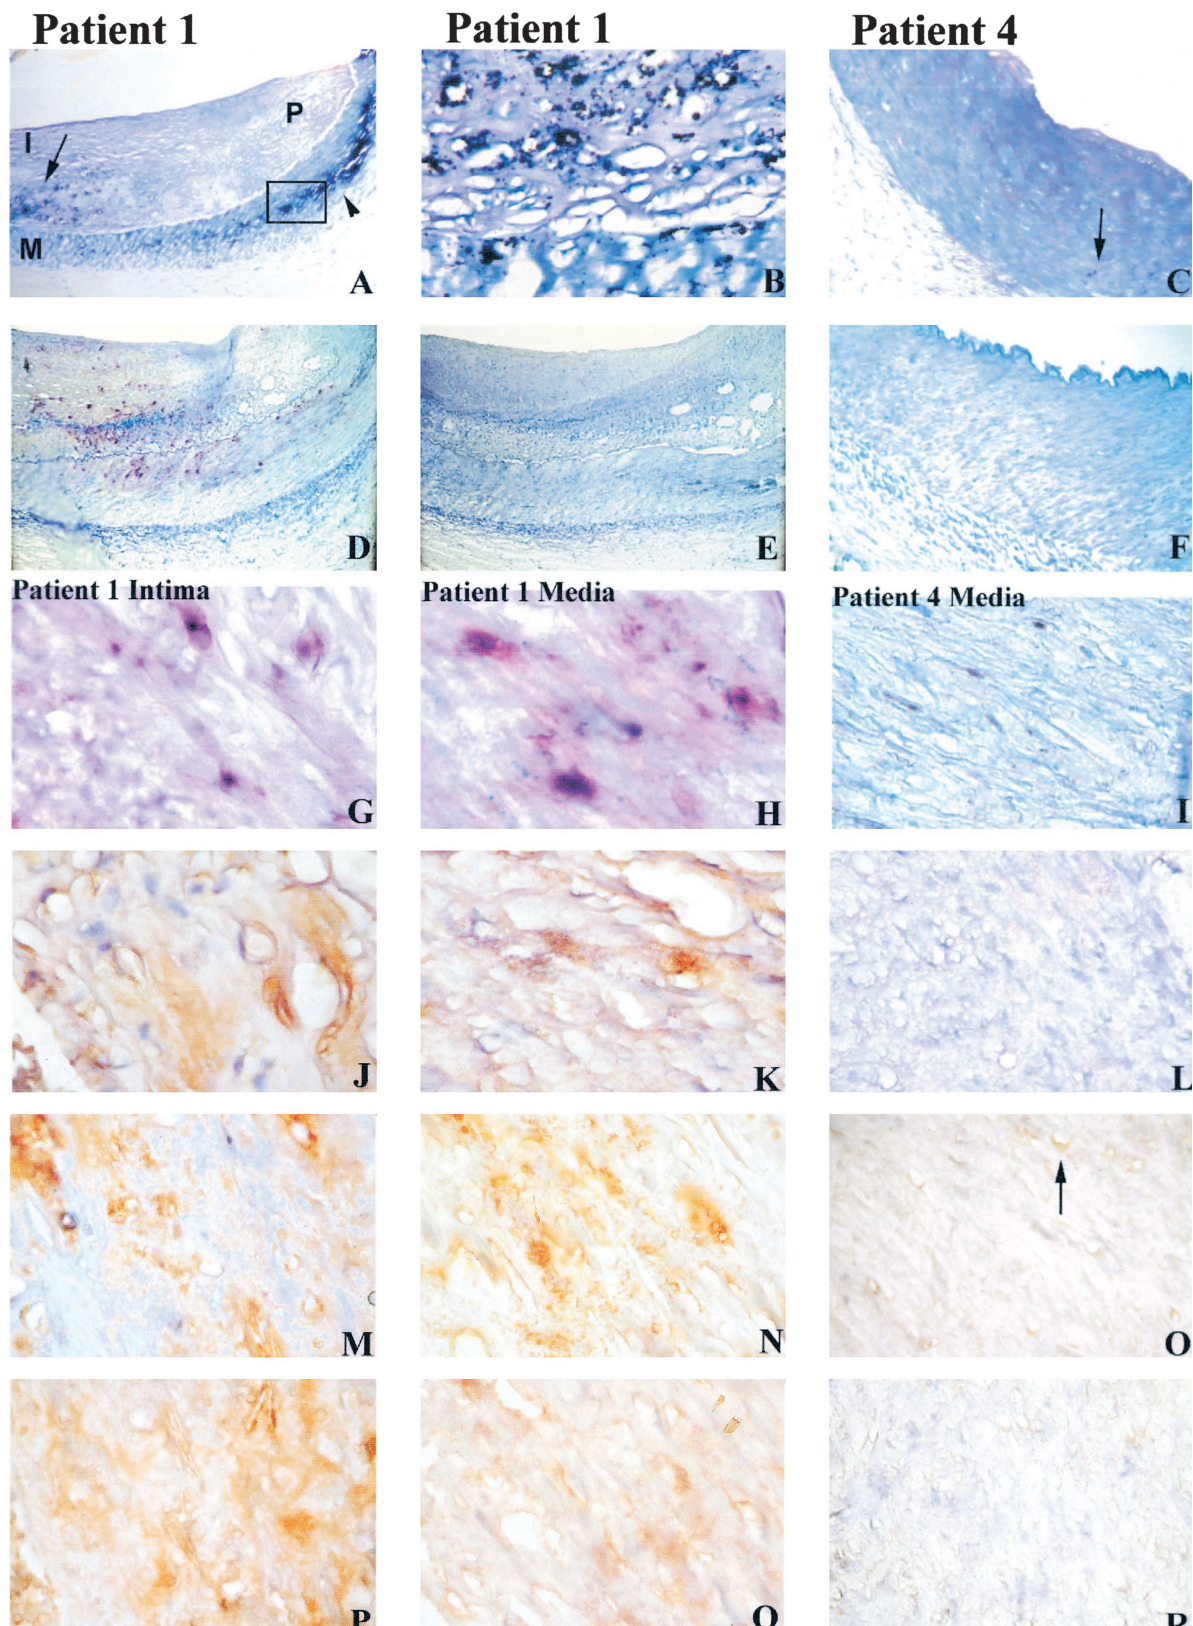 Patient 1 Patient 1 Patient 4
P
I
M
A B C
D E F
Patient 1 Intima Patient 1 Media Patient 4 Media
G H I
J K L
M N O
P Q R